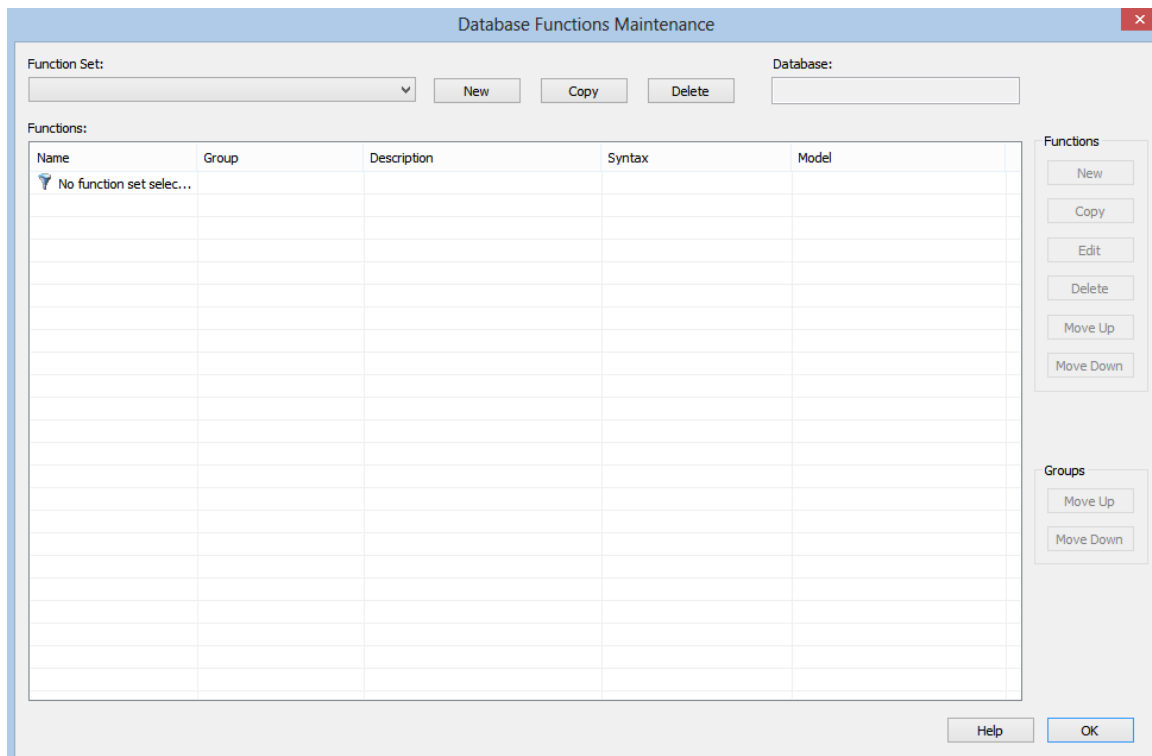 Database Functions Maintenance
Function Set:
Database:
New
Copy
Delete
Functions:
Name Group Description Syntax Model
No function set selec...
Functions
New
Copy
Edit
Delete
Move Up
Move Down
Groups
Move Up
Move Down
Help
OK